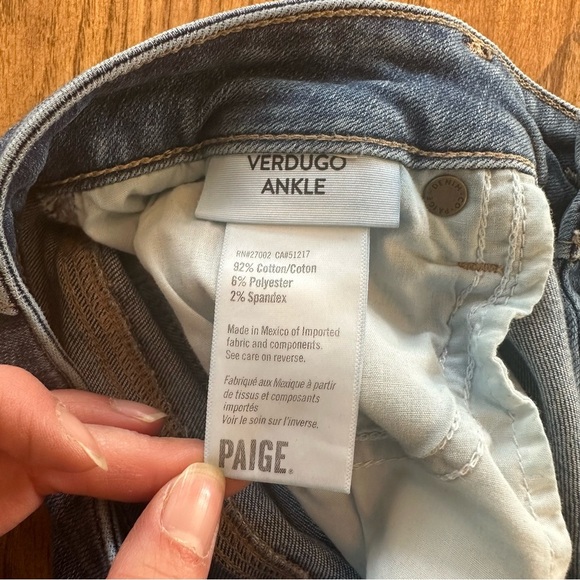 VERDUGO
ANKLE
RN#27002 CA#51217
92% Cotton/Coton
6% Polyester
2% Spandex
Made in Mexico of Imported
fabric and components.
See care on reverse.
Fabriqué aux Mexique à partir
de tissus et composants
importés
Voir le soin sur l'inverse.
PAIGE®
DENIM